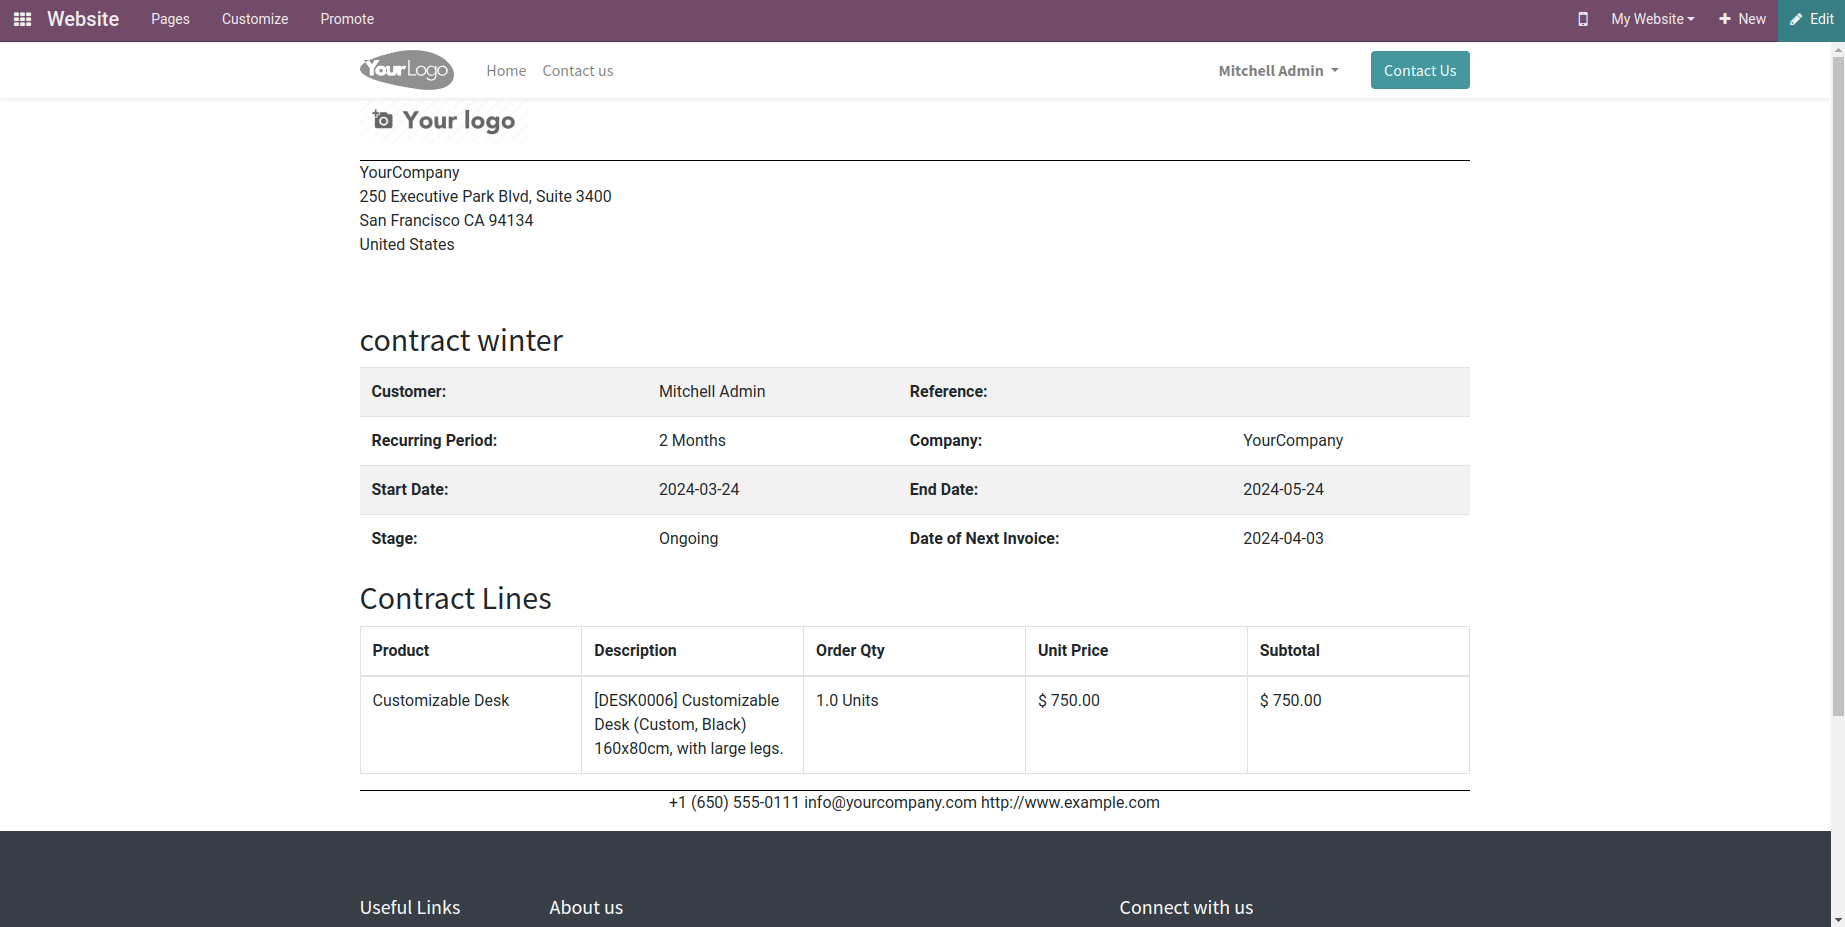 Website Pages Customize Promote My Website New Edit
YourLogo Home Contact us Mitchell Admin Contact Us
Your logo
YourCompany
250 Executive Park Blvd, Suite 3400
San Francisco CA 94134
United States
contract winter
Customer: Mitchell Admin Reference:
Recurring Period: 2 Months Company: YourCompany
Start Date: 2024-03-24 End Date: 2024-05-24
Stage: Ongoing Date of Next Invoice: 2024-04-03
Contract Lines
Product Description Order Qty Unit Price Subtotal
Customizable Desk [DESK0006] Customizable 1.0 Units $ 750.00 $ 750.00
Desk (Custom, Black)
160x80cm, with large legs.
+1 (650) 555-0111 info@yourcompany.com http://www.example.com
Useful Links About us Connect with us